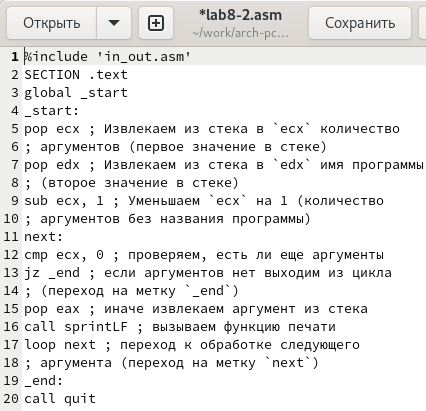 Открыть
*lab8-2.asm
~/work/arch-pc…
Сохранить
1 %include 'in_out.asm'
2 SECTION .text
3 global _start
4 _start:
5 pop ecx ; Извлекаем из стека в `ecx` количество
6 ; аргументов (первое значение в стеке)
7 pop edx ; Извлекаем из стека в `edx` имя программы
8 ; (второе значение в стеке)
9 sub ecx, 1 ; Уменьшаем `ecx` на 1 (количество
10 ; аргументов без названия программы)
11 next:
12 cmp ecx, 0 ; проверяем, есть ли еще аргументы
13 jz _end ; если аргументов нет выходим из цикла
14 ; (переход на метку `_end`)
15 pop eax ; иначе извлекаем аргумент из стека
16 call sprintLF ; вызываем функцию печати
17 loop next ; переход к обработке следующего
18 ; аргумента (переход на метку `next`)
19 _end:
20 call quit